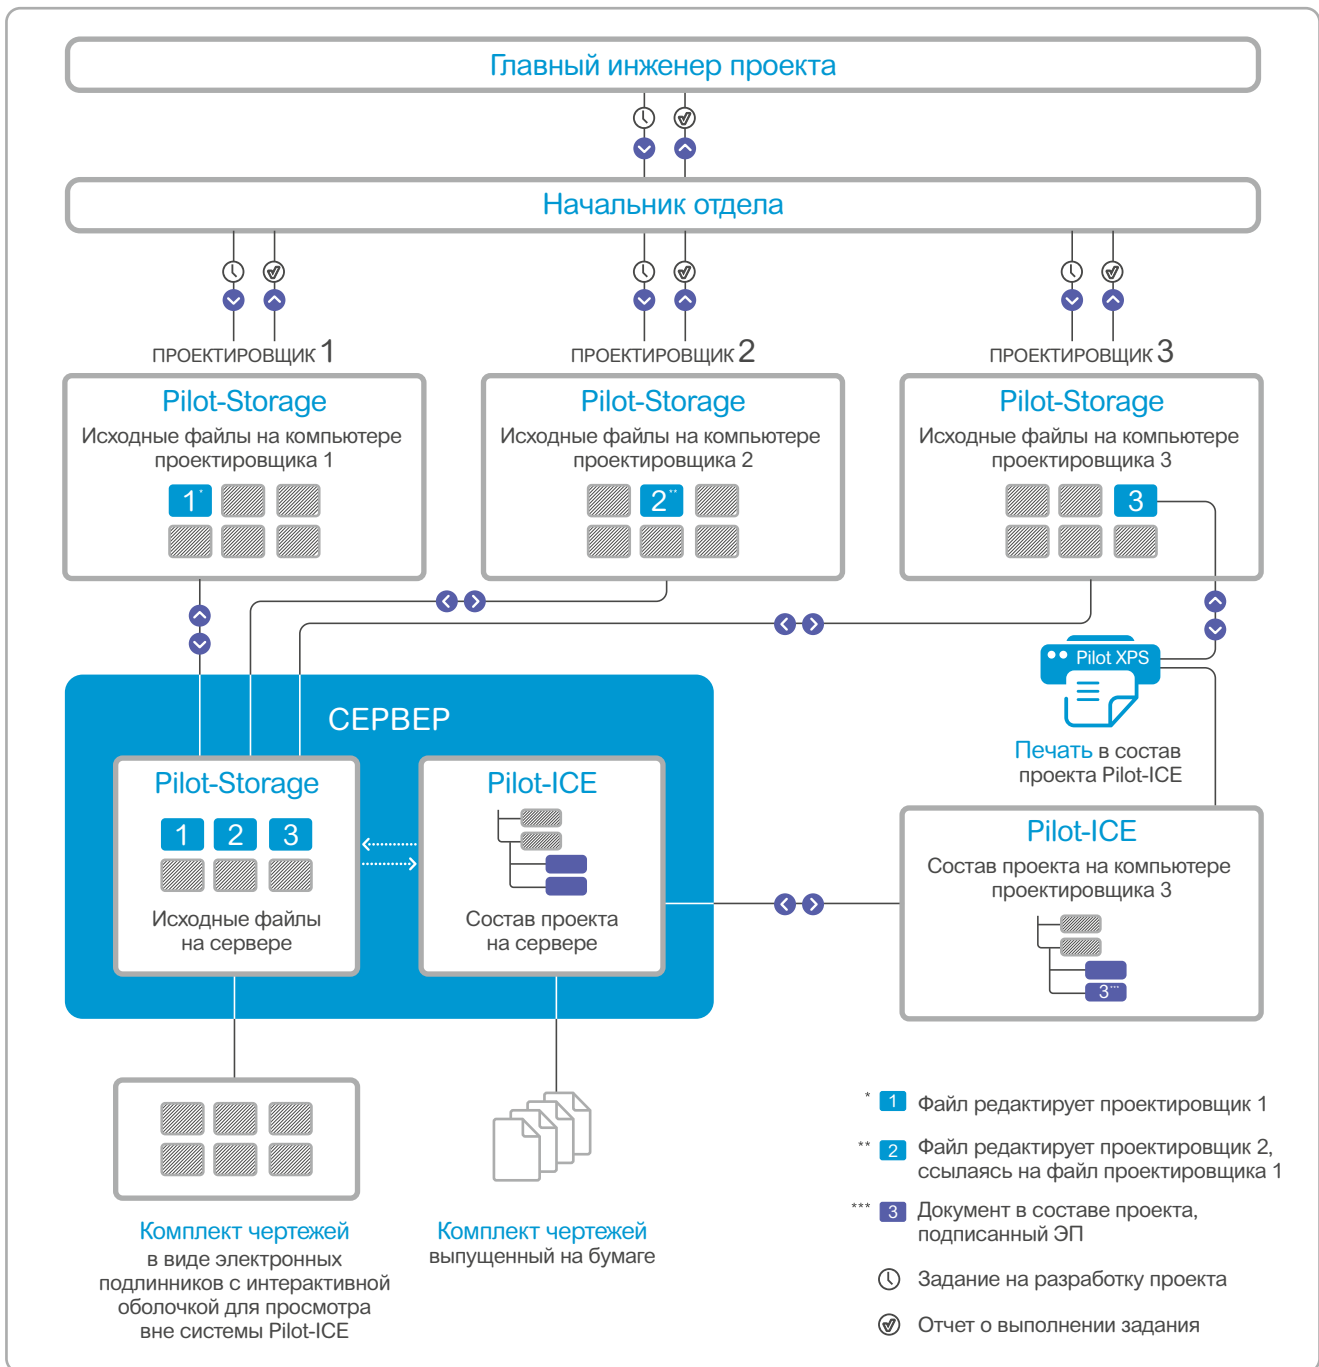 Главный инженер проекта
Начальник отдела
ПРОЕКТИРОВЩИК 1
ПРОЕКТИРОВЩИК 2
ПРОЕКТИРОВЩИК 3
Pilot-Storage
Исходные файлы на компьютере
проектировщика 1
1*
Pilot-Storage
Исходные файлы на компьютере
проектировщика 2
2**
Pilot-Storage
Исходные файлы на компьютере
проектировщика 3
3
Pilot XPS
Печать в состав
проекта Pilot-ICE
СЕРВЕР
Pilot-Storage
1 2 3
Исходные файлы
на сервере
Pilot-ICE
Состав проекта
на сервере
Pilot-ICE
Состав проекта на компьютере
проектировщика 3
3***
Комплект чертежей
в виде электронных
подлинников с интерактивной
оболочкой для просмотра
вне системы Pilot-ICE
Комплект чертежей
выпущенный на бумаге
* 1 Файл редактирует проектировщик 1
** 2 Файл редактирует проектировщик 2,
ссылаясь на файл проектировщика 1
*** 3 Документ в составе проекта,
подписанный ЭП
Задание на разработку проекта
Отчет о выполнении задания